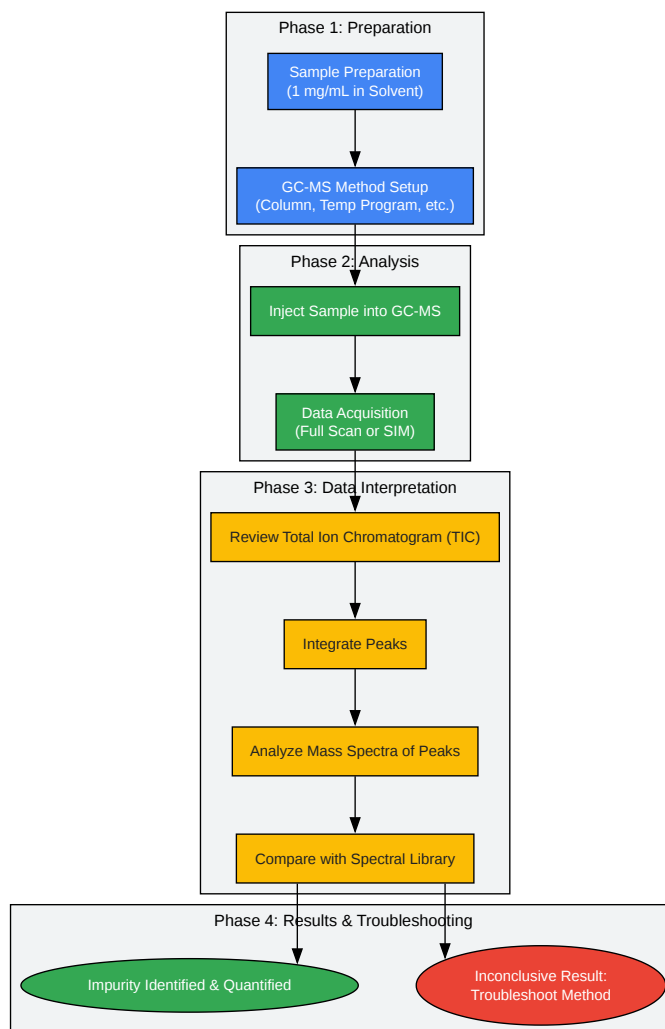 Phase 1: Preparation
Sample Preparation
(1 mg/mL in Solvent)
GC-MS Method Setup
(Column, Temp Program, etc.)
Phase 2: Analysis
Inject Sample into GC-MS
Data Acquisition
(Full Scan or SIM)
Phase 3: Data Interpretation
Review Total Ion Chromatogram (TIC)
Integrate Peaks
Analyze Mass Spectra of Peaks
Compare with Spectral Library
Phase 4: Results & Troubleshooting
Impurity Identified & Quantified
Inconclusive Result:
Troubleshoot Method